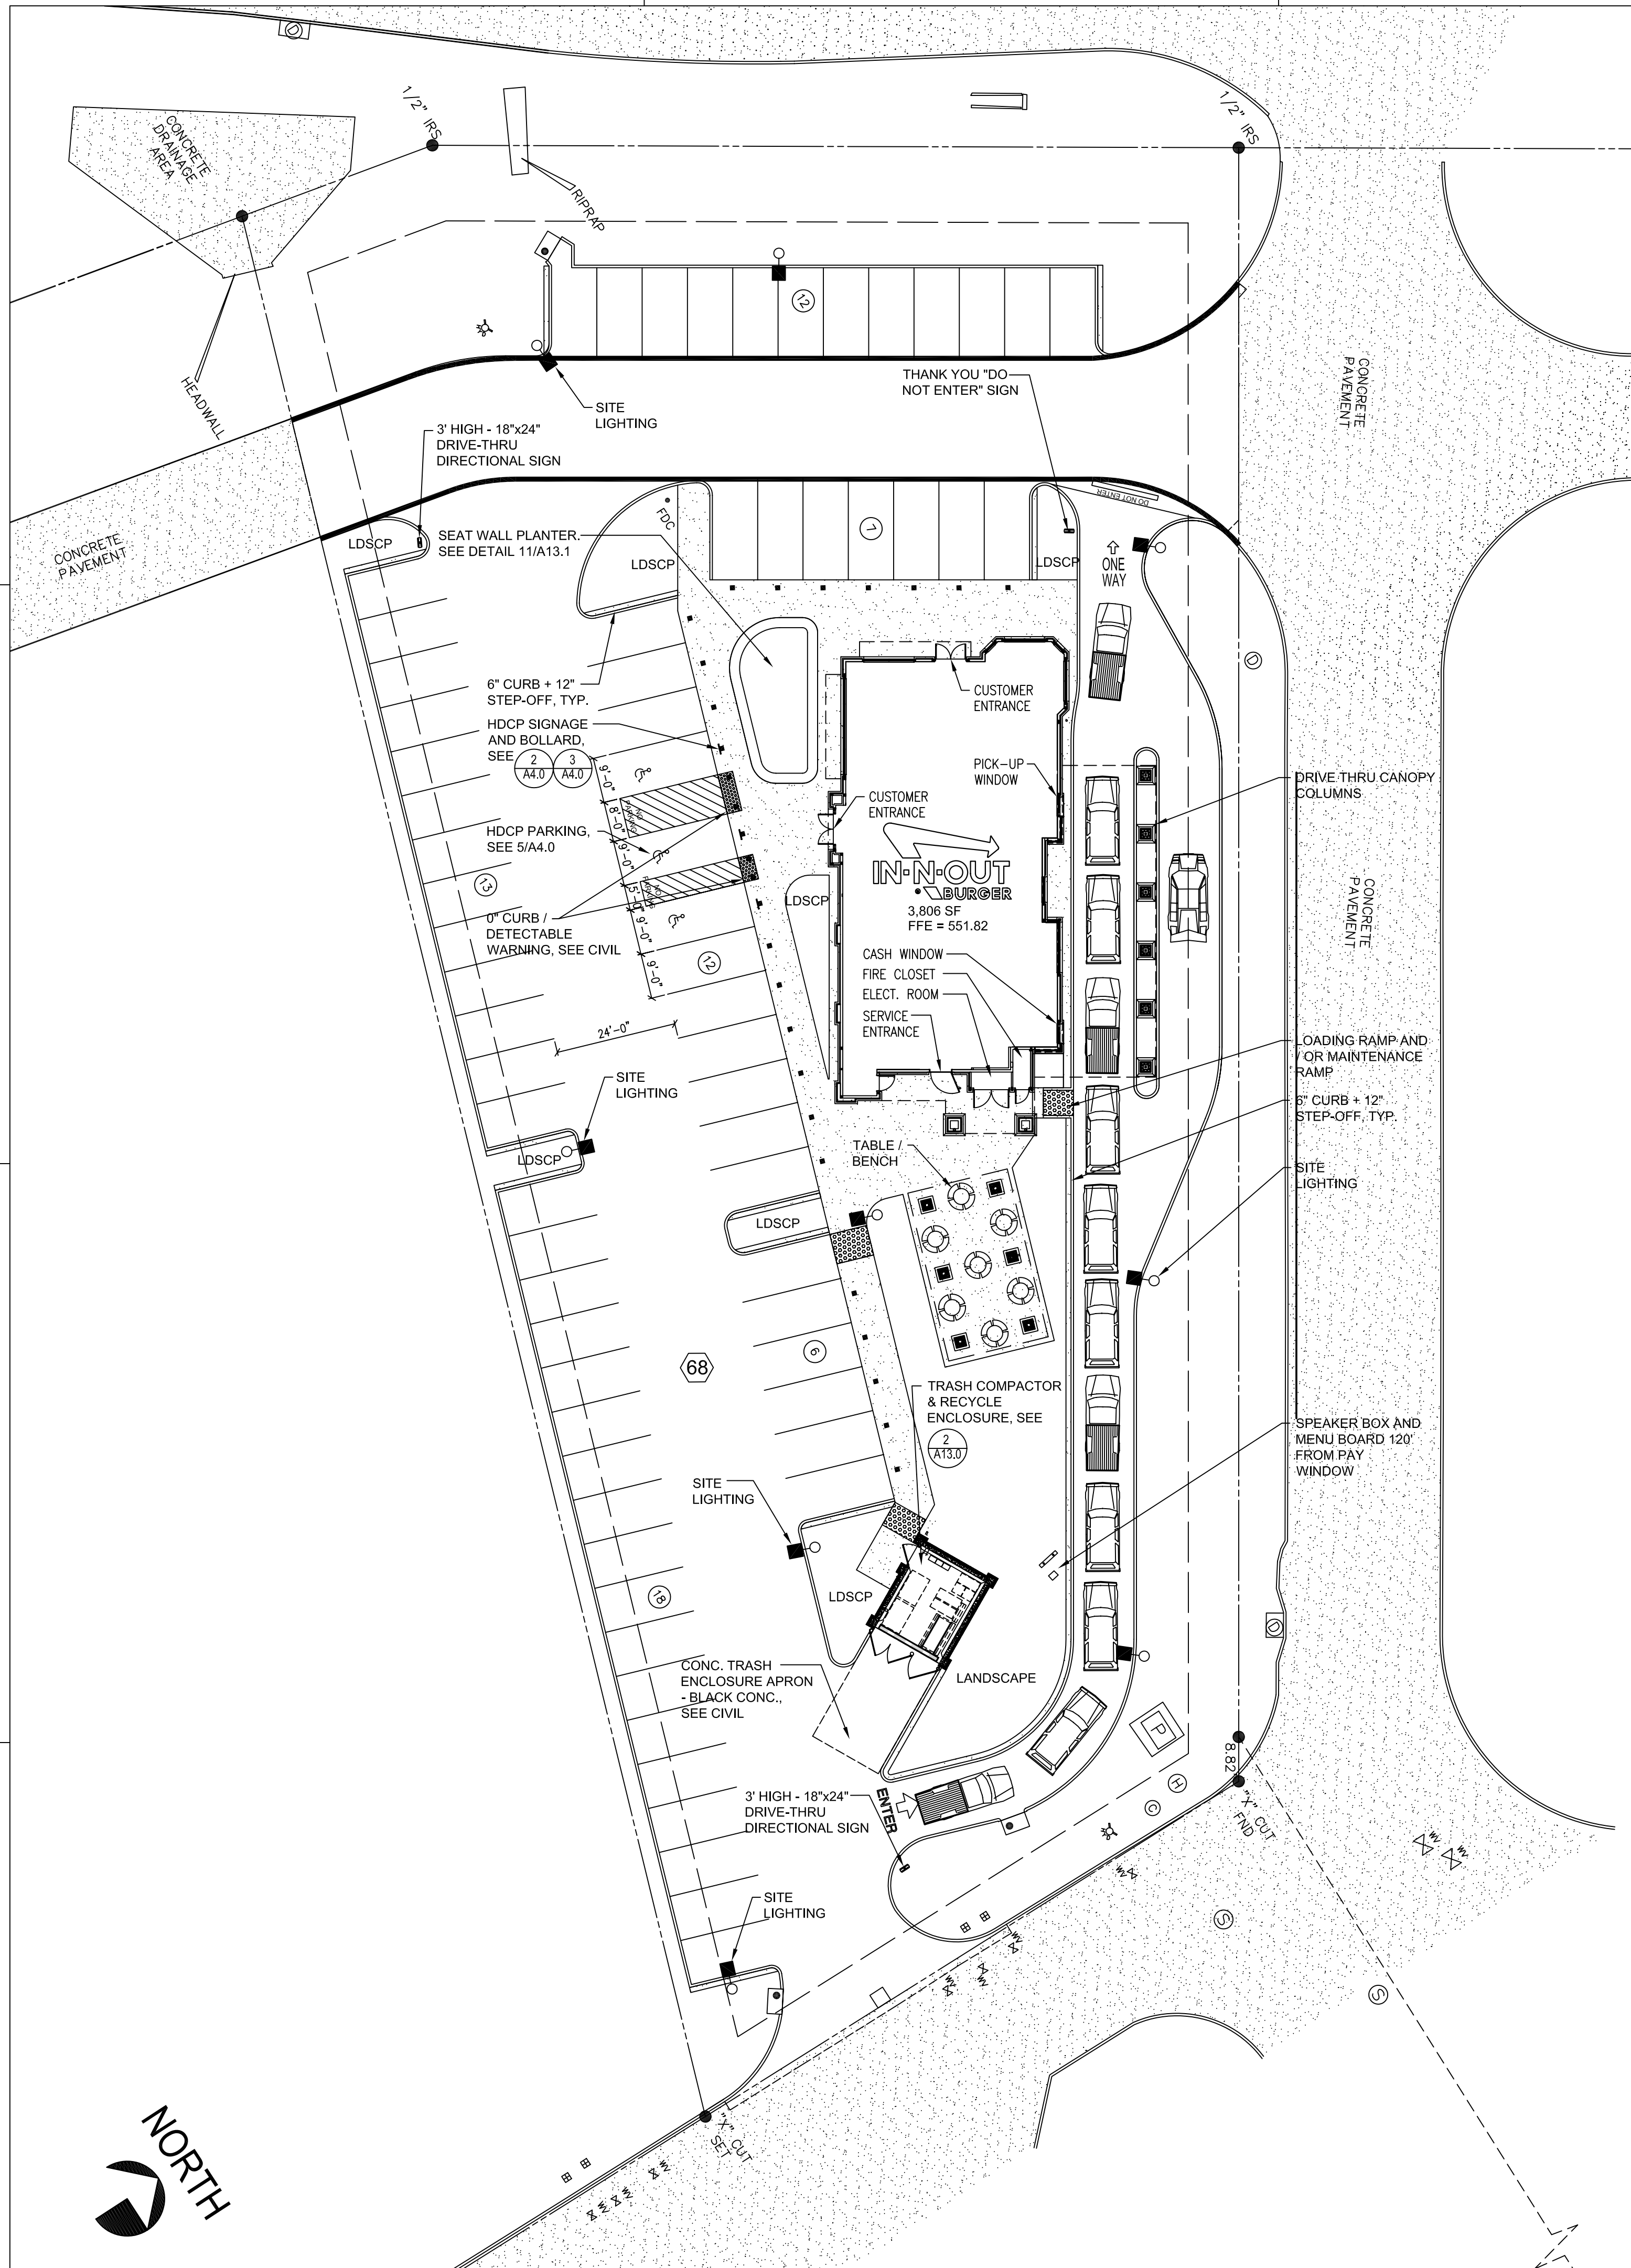 D
1/2" IRS
1/2" IRS
CONCRETE
DRAINAGE
AREA
RIPRAP
12
HEADWALL
THANK YOU "DO
NOT ENTER" SIGN
SITE
LIGHTING
CONCRETE
PAVEMENT
3' HIGH - 18"x24"
DRIVE-THRU
DIRECTIONAL SIGN
DO NOT ENTER
FDC
7
SEAT WALL PLANTER.
SEE DETAIL 11/A13.1
LDSCP
LDSCP
LDSCP
CONCRETE
PAVEMENT
ONE
WAY
D
6" CURB + 12"
STEP-OFF, TYP.
CUSTOMER
ENTRANCE
HDCP SIGNAGE
AND BOLLARD,
SEE
2
A4.0
3
A4.0
9'-0"
PICK-UP
WINDOW
DRIVE THRU CANOPY
COLUMNS
8'-0"
NO
PARKING
CUSTOMER
ENTRANCE
HDCP PARKING,
SEE 5/A4.0
9'-0"
IN-N-OUT
BURGER
13
5'-0"
NO
PARKING
LDSCP
3,806 SF
FFE = 551.82
CONCRETE
PAVEMENT
0" CURB /
DETECTABLE
WARNING, SEE CIVIL
9'-0"
9'-0"
12
CASH WINDOW
FIRE CLOSET
ELECT. ROOM
SERVICE
ENTRANCE
24'-0"
LOADING RAMP AND
/ OR MAINTENANCE
RAMP
SITE
LIGHTING
6" CURB + 12"
STEP-OFF, TYP.
LDSCP
TABLE /
BENCH
SITE
LIGHTING
LDSCP
6
68
TRASH COMPACTOR
& RECYCLE
ENCLOSURE, SEE
2
A13.0
SPEAKER BOX AND
MENU BOARD 120'
FROM PAY
WINDOW
SITE
LIGHTING
18
LDSCP
D
CONC. TRASH
ENCLOSURE APRON
- BLACK CONC.,
SEE CIVIL
LANDSCAPE
P
8.82
H
C
3' HIGH - 18"x24"
DRIVE-THRU
DIRECTIONAL SIGN
ENTER
"X" CUT
FND
SITE
LIGHTING
S
S
"X" CUT
SET
NORTH